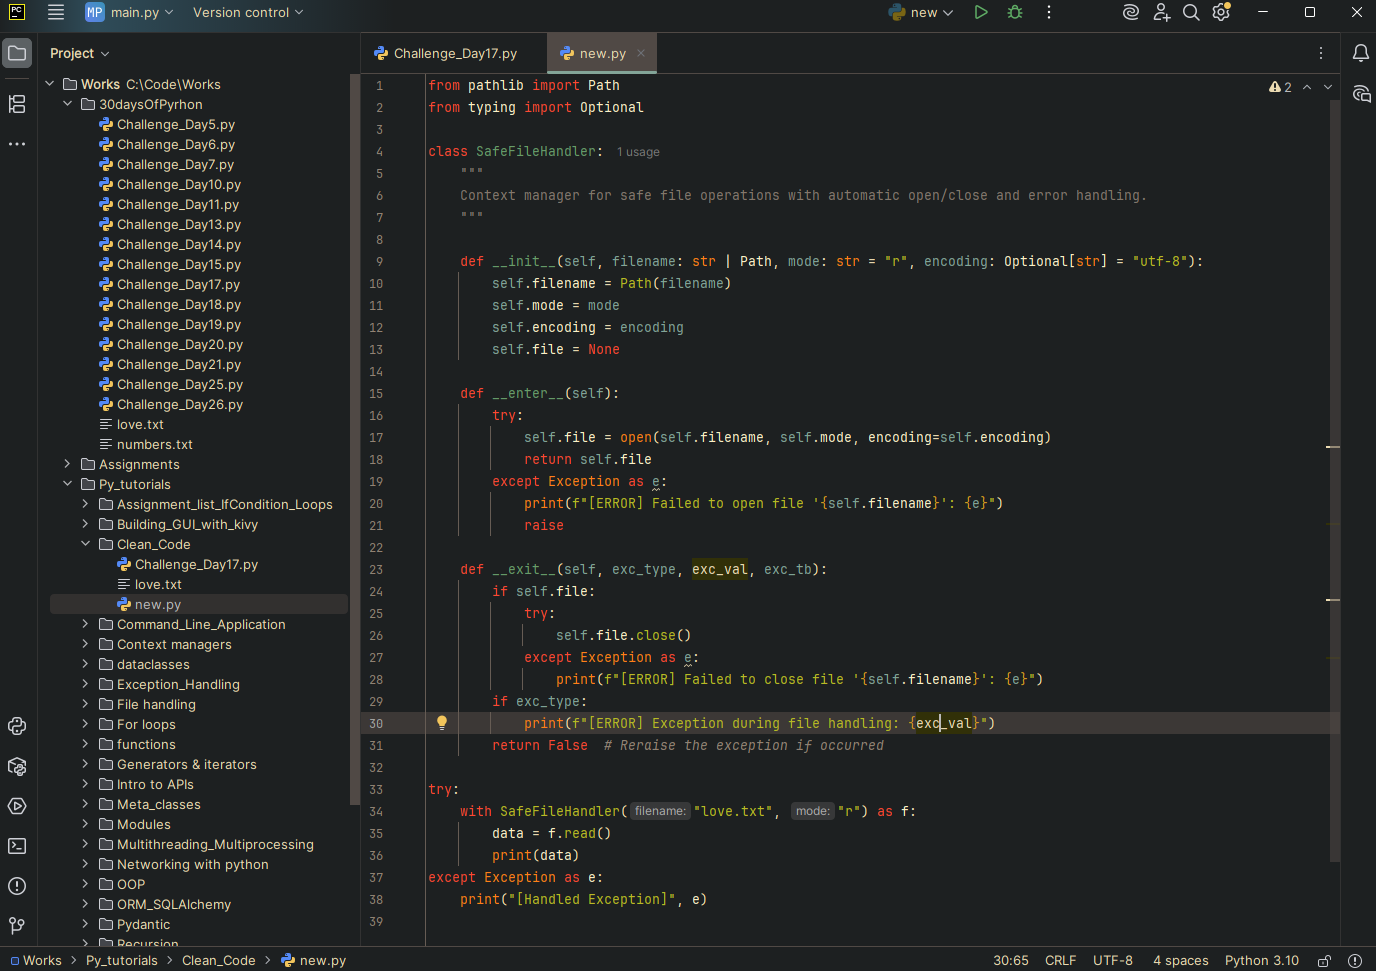 PC MP main.py Version control new
Project
Works C:\Code\Works
30daysOfPyrhon
Challenge_Day5.py
Challenge_Day6.py
Challenge_Day7.py
Challenge_Day10.py
Challenge_Day11.py
Challenge_Day13.py
Challenge_Day14.py
Challenge_Day15.py
Challenge_Day17.py
Challenge_Day18.py
Challenge_Day19.py
Challenge_Day20.py
Challenge_Day21.py
Challenge_Day25.py
Challenge_Day26.py
love.txt
numbers.txt
Assignments
Py_tutorials
Assignment_list_IfCondition_Loops
Building_GUI_with_kivy
Clean_Code
Challenge_Day17.py
love.txt
new.py
Command_Line_Application
Context managers
dataclasses
Exception_Handling
File handling
For loops
functions
Generators & iterators
Intro to APIs
Meta_classes
Modules
Multithreading_Multiprocessing
Networking with python
OOP
ORM_SQLAlchemy
Pydantic
Recursion
Challenge_Day17.py new.py
2
1 from pathlib import Path
2 from typing import Optional
3
4 class SafeFileHandler: 1 usage
5     """
6     Context manager for safe file operations with automatic open/close and error handling.
7     """
8
9     def __init__(self, filename: str | Path, mode: str = "r", encoding: Optional[str] = "utf-8"):
10         self.filename = Path(filename)
11         self.mode = mode
12         self.encoding = encoding
13         self.file = None
14
15     def __enter__(self):
16         try:
17             self.file = open(self.filename, self.mode, encoding=self.encoding)
18             return self.file
19         except Exception as e:
20             print(f"[ERROR] Failed to open file '{self.filename}': {e}")
21             raise
22
23     def __exit__(self, exc_type, exc_val, exc_tb):
24         if self.file:
25             try:
26                 self.file.close()
27             except Exception as e:
28                 print(f"[ERROR] Failed to close file '{self.filename}': {e}")
29         if exc_type:
30             print(f"[ERROR] Exception during file handling: {exc_val}")
31         return False  # Reraise the exception if occurred
32
33 try:
34     with SafeFileHandler( filename: "love.txt", mode: "r") as f:
35         data = f.read()
36         print(data)
37 except Exception as e:
38     print("[Handled Exception]", e)
39
Works > Py_tutorials > Clean_Code > new.py 30:65 CRLF UTF-8 4 spaces Python 3.10